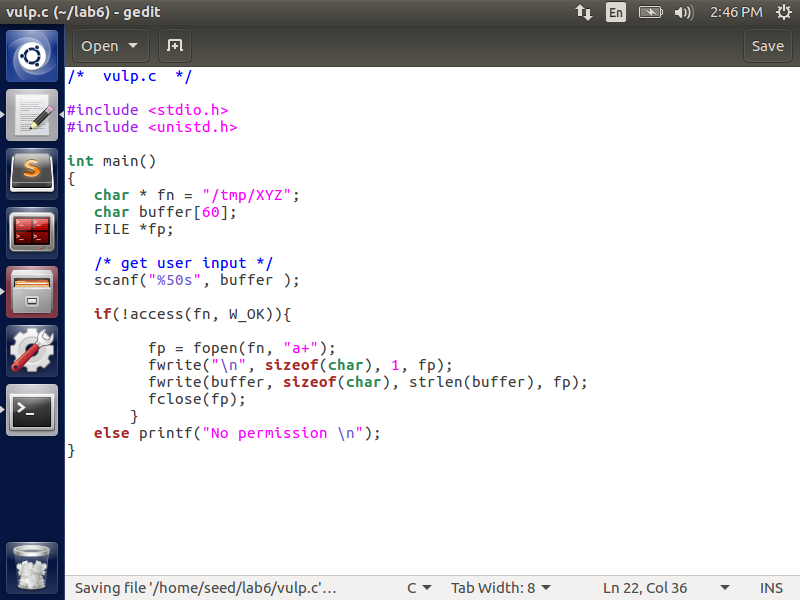 vulp.c (~/lab6) - gedit
En
2:46 PM
Open
Save
/*  vulp.c  */
#include <stdio.h>
#include <unistd.h>
int main()
{
   char * fn = "/tmp/XYZ";
   char buffer[60];
   FILE *fp;
   /* get user input */
   scanf("%50s", buffer );
   if(!access(fn, W_OK)){
         fp = fopen(fn, "a+");
         fwrite("\n", sizeof(char), 1, fp);
         fwrite(buffer, sizeof(char), strlen(buffer), fp);
         fclose(fp);
       }
   else printf("No permission \n");
}
Saving file '/home/seed/lab6/vulp.c'…
C
Tab Width: 8
Ln 22, Col 36
INS